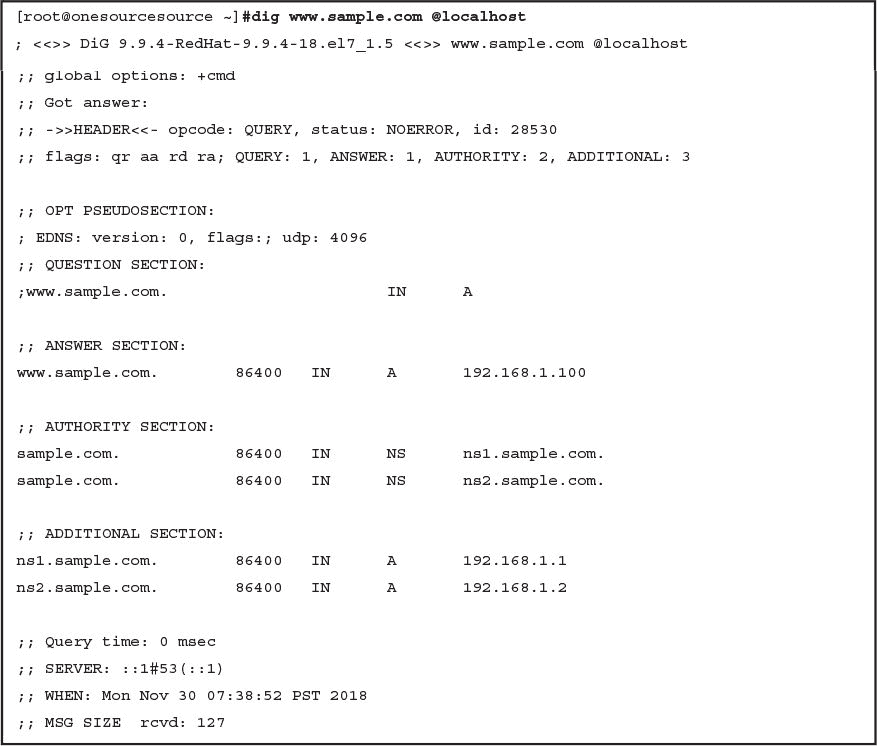 [root@onesourcesource ~]#dig www.sample.com @localhost
; <<>> DiG 9.9.4-RedHat-9.9.4-18.el7_1.5 <<>> www.sample.com @localhost
;; global options: +cmd
;; Got answer:
;; ->>HEADER<<- opcode: QUERY, status: NOERROR, id: 28530
;; flags: qr aa rd ra; QUERY: 1, ANSWER: 1, AUTHORITY: 2, ADDITIONAL: 3
;; OPT PSEUDOSECTION:
; EDNS: version: 0, flags:; udp: 4096
;; QUESTION SECTION:
;www.sample.com. IN A
;; ANSWER SECTION:
www.sample.com. 86400 IN A 192.168.1.100
;; AUTHORITY SECTION:
sample.com. 86400 IN NS ns1.sample.com.
sample.com. 86400 IN NS ns2.sample.com.
;; ADDITIONAL SECTION:
ns1.sample.com. 86400 IN A 192.168.1.1
ns2.sample.com. 86400 IN A 192.168.1.2
;; Query time: 0 msec
;; SERVER: ::1#53(::1)
;; WHEN: Mon Nov 30 07:38:52 PST 2018
;; MSG SIZE rcvd: 127